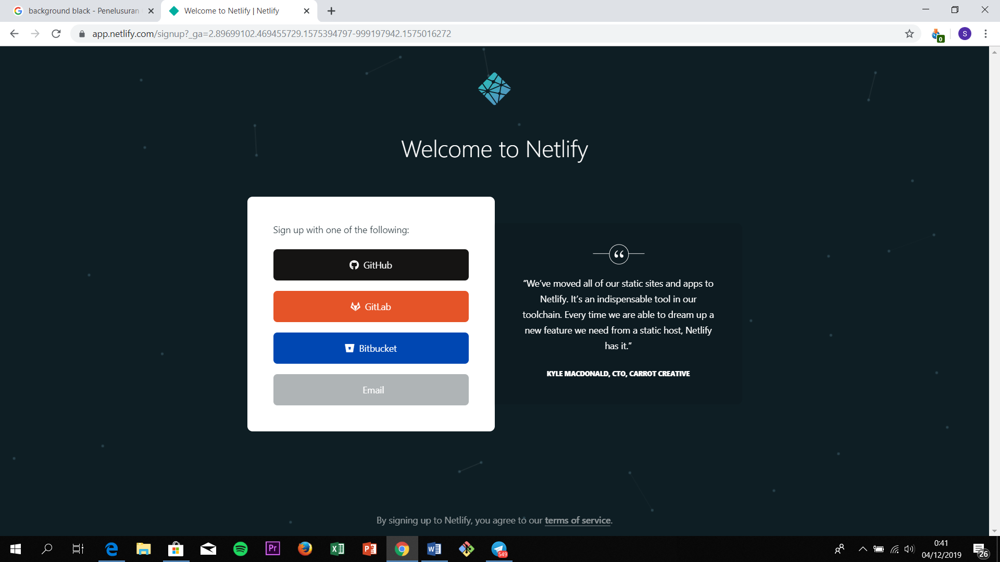 background black - Penelusuran
Welcome to Netlify | Netlify
app.netlify.com/signup?_ga=2.89699102.469455729.1575394797-999197942.1575016272
0
S
Welcome to Netlify
Sign up with one of the following:
GitHub
GitLab
Bitbucket
Email
“We’ve moved all of our static sites and apps to
Netlify. It’s an indispensable tool in our
toolchain. Every time we are able to dream up a
new feature we need from a static host, Netlify
has it.”
KYLE MACDONALD, CTO, CARROT CREATIVE
By signing up to Netlify, you agree to our terms of service.
Pr
549
0:41
04/12/2019
26